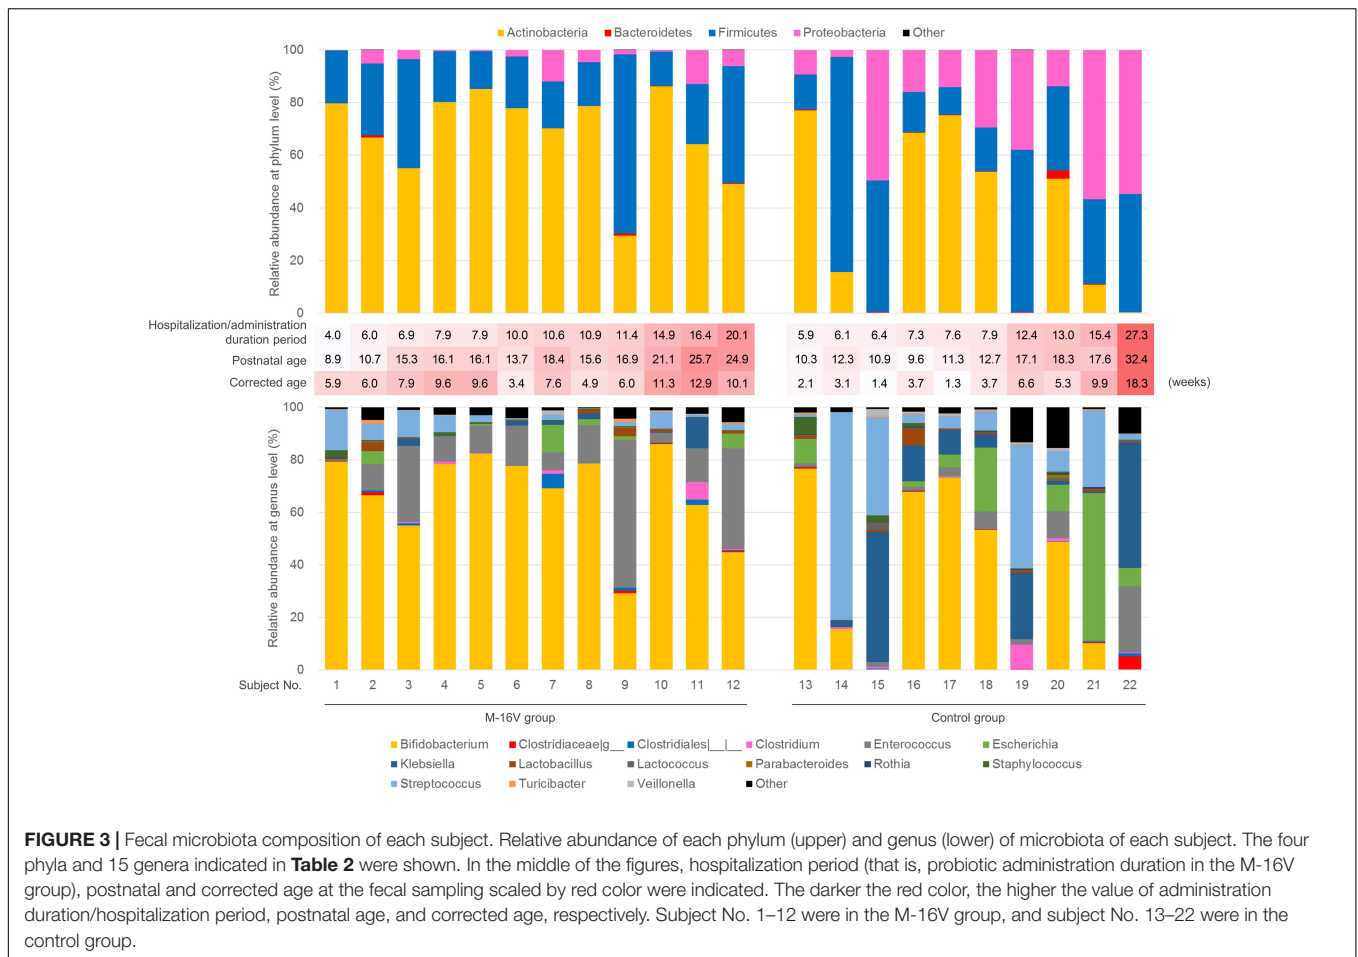 Actinobacteria Bacteroidetes Firmicutes Proteobacteria Other
Relative abundance at phylum level (%)
100
80
60
40
20
0
Hospitalization/administration duration period 4.0 6.0 6.9 7.9 7.9 10.0 10.6 10.9 11.4 14.9 16.4 20.1 5.9 6.1 6.4 7.3 7.6 7.9 12.4 13.0 15.4 27.3
Postnatal age 8.9 10.7 15.3 16.1 16.1 13.7 18.4 15.6 16.9 21.1 25.7 24.9 10.3 12.3 10.9 9.6 11.3 12.7 17.1 18.3 17.6 32.4
Corrected age 5.9 6.0 7.9 9.6 9.6 3.4 7.6 4.9 6.0 11.3 12.9 10.1 2.1 3.1 1.4 3.7 1.3 3.7 6.6 5.3 9.9 18.3 (weeks)
Relative abundance at genus level (%)
100
80
60
40
20
0
Subject No. 1 2 3 4 5 6 7 8 9 10 11 12 13 14 15 16 17 18 19 20 21 22
M-16V group Control group
Bifidobacterium Clostridiaceae|g__ Clostridiales|__|__ Clostridium Enterococcus Escherichia
Klebsiella Lactobacillus Lactococcus Parabacteroides Rothia Staphylococcus
Streptococcus Turicibacter Veillonella Other
FIGURE 3 | Fecal microbiota composition of each subject. Relative abundance of each phylum (upper) and genus (lower) of microbiota of each subject. The four
phyla and 15 genera indicated in Table 2 were shown. In the middle of the figures, hospitalization period (that is, probiotic administration duration in the M-16V
group), postnatal and corrected age at the fecal sampling scaled by red color were indicated. The darker the red color, the higher the value of administration
duration/hospitalization period, postnatal age, and corrected age, respectively. Subject No. 1–12 were in the M-16V group, and subject No. 13–22 were in the
control group.